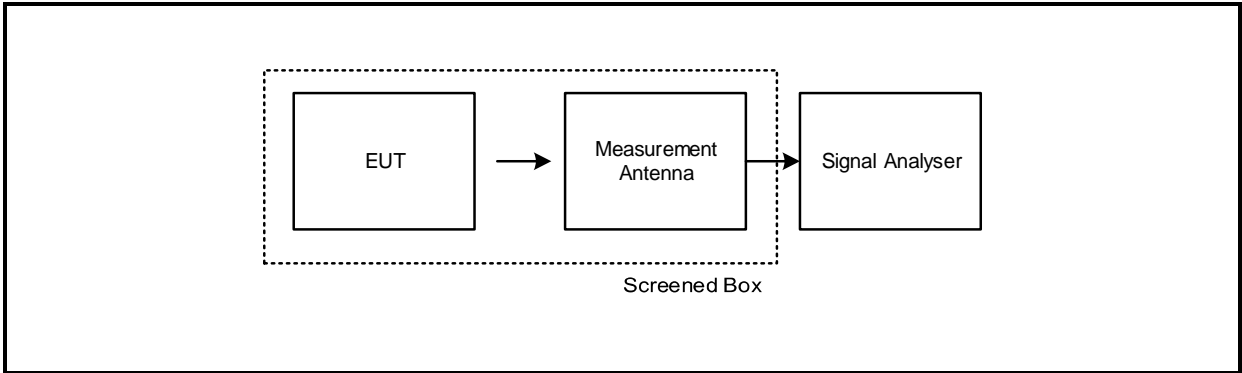 EUT
Measurement
Antenna
Signal Analyser
Screened Box